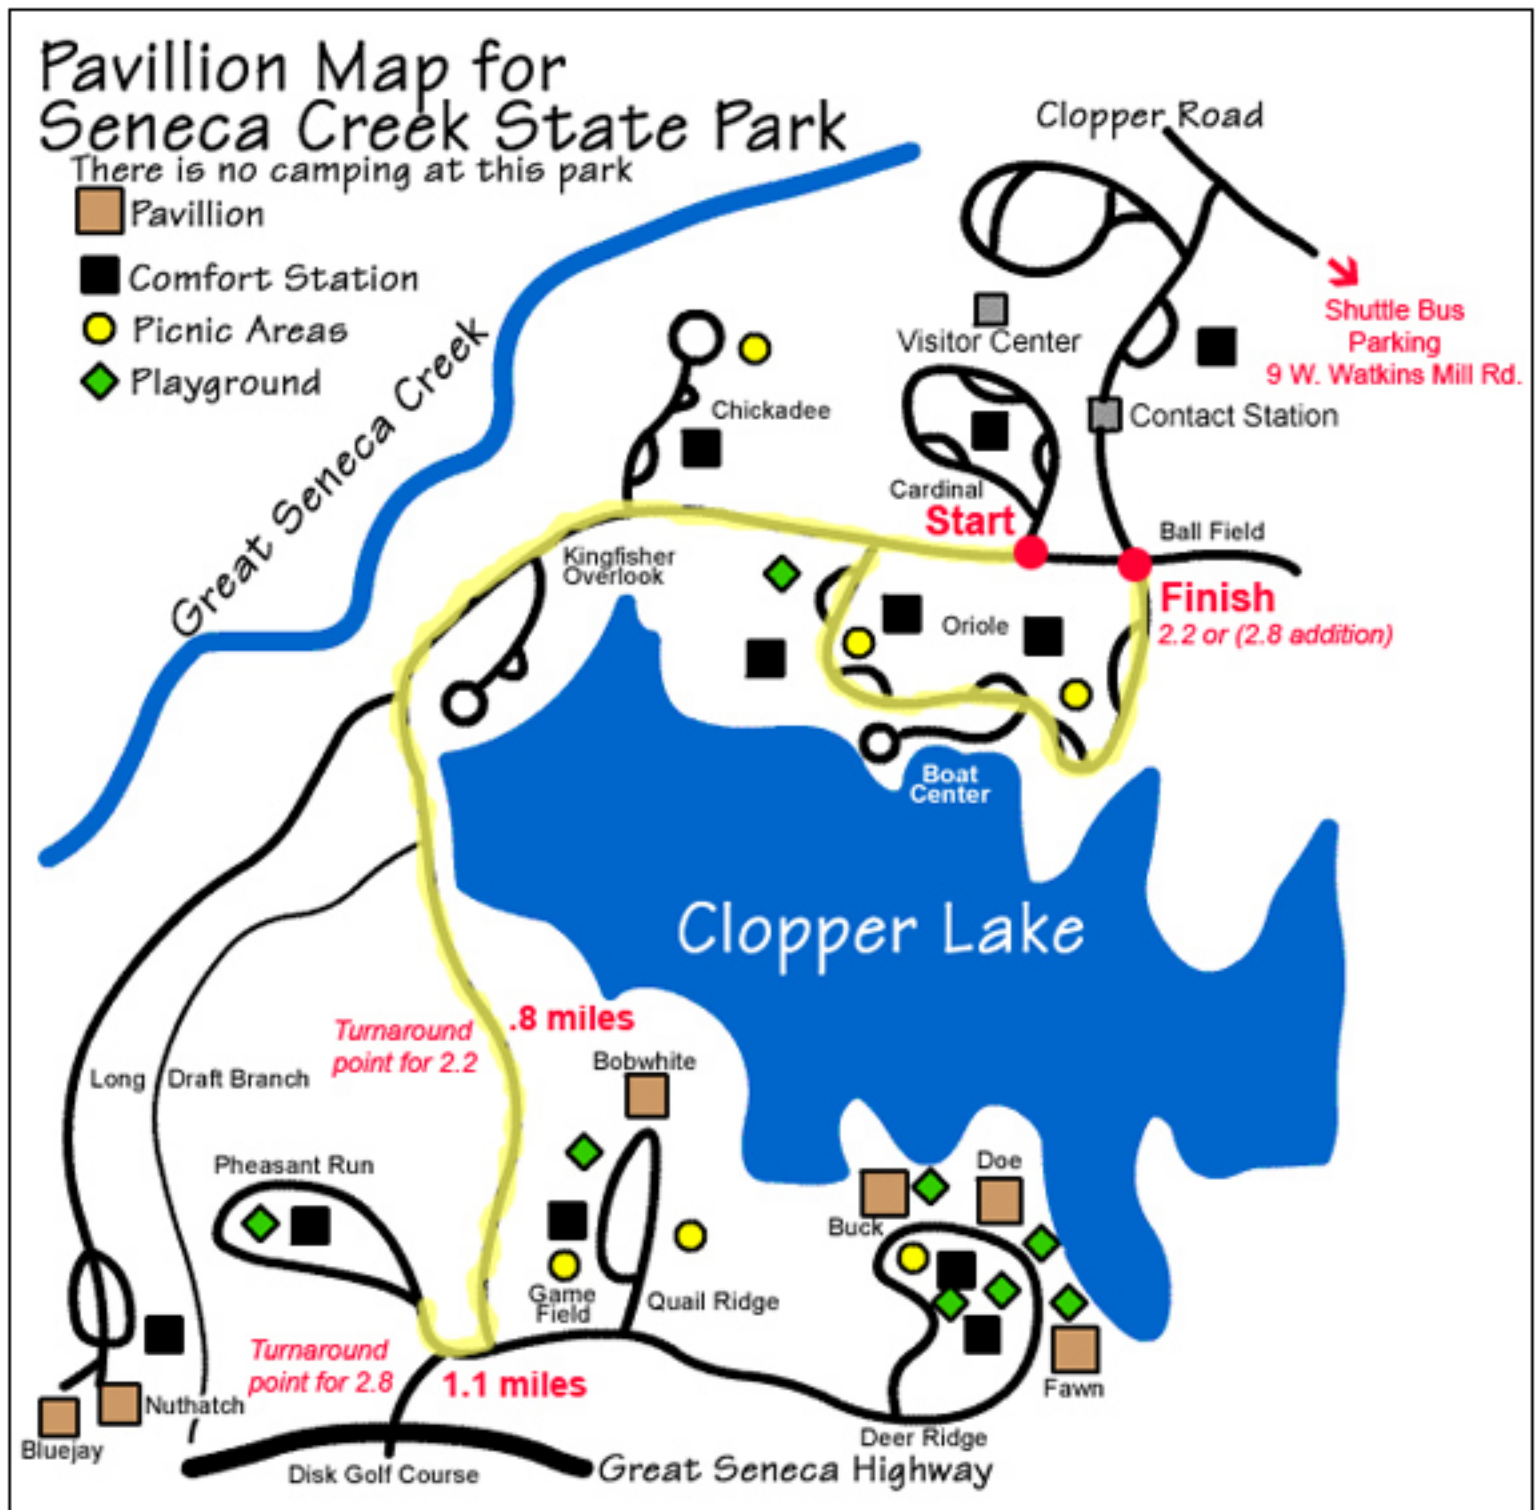 Pavillion Map for
Seneca Creek State Park
There is no camping at this park
Pavillion
Comfort Station
Picnic Areas
Playground
Great Seneca Creek
Clopper Road
Shuttle Bus
Parking
9 W. Watkins Mill Rd.
Visitor Center
Contact Station
Chickadee
Cardinal
Start
Ball Field
Kingfisher
Overlook
Oriole
Finish
2.2 or (2.8 addition)
Boat
Center
Clopper Lake
.8 miles
Turnaround
point for 2.2
Bobwhite
Long Draft Branch
Pheasant Run
Doe
Buck
Game
Field
Quail Ridge
Turnaround
point for 2.8
1.1 miles
Fawn
Nuthatch
Bluejay
Deer Ridge
Disk Golf Course
Great Seneca Highway